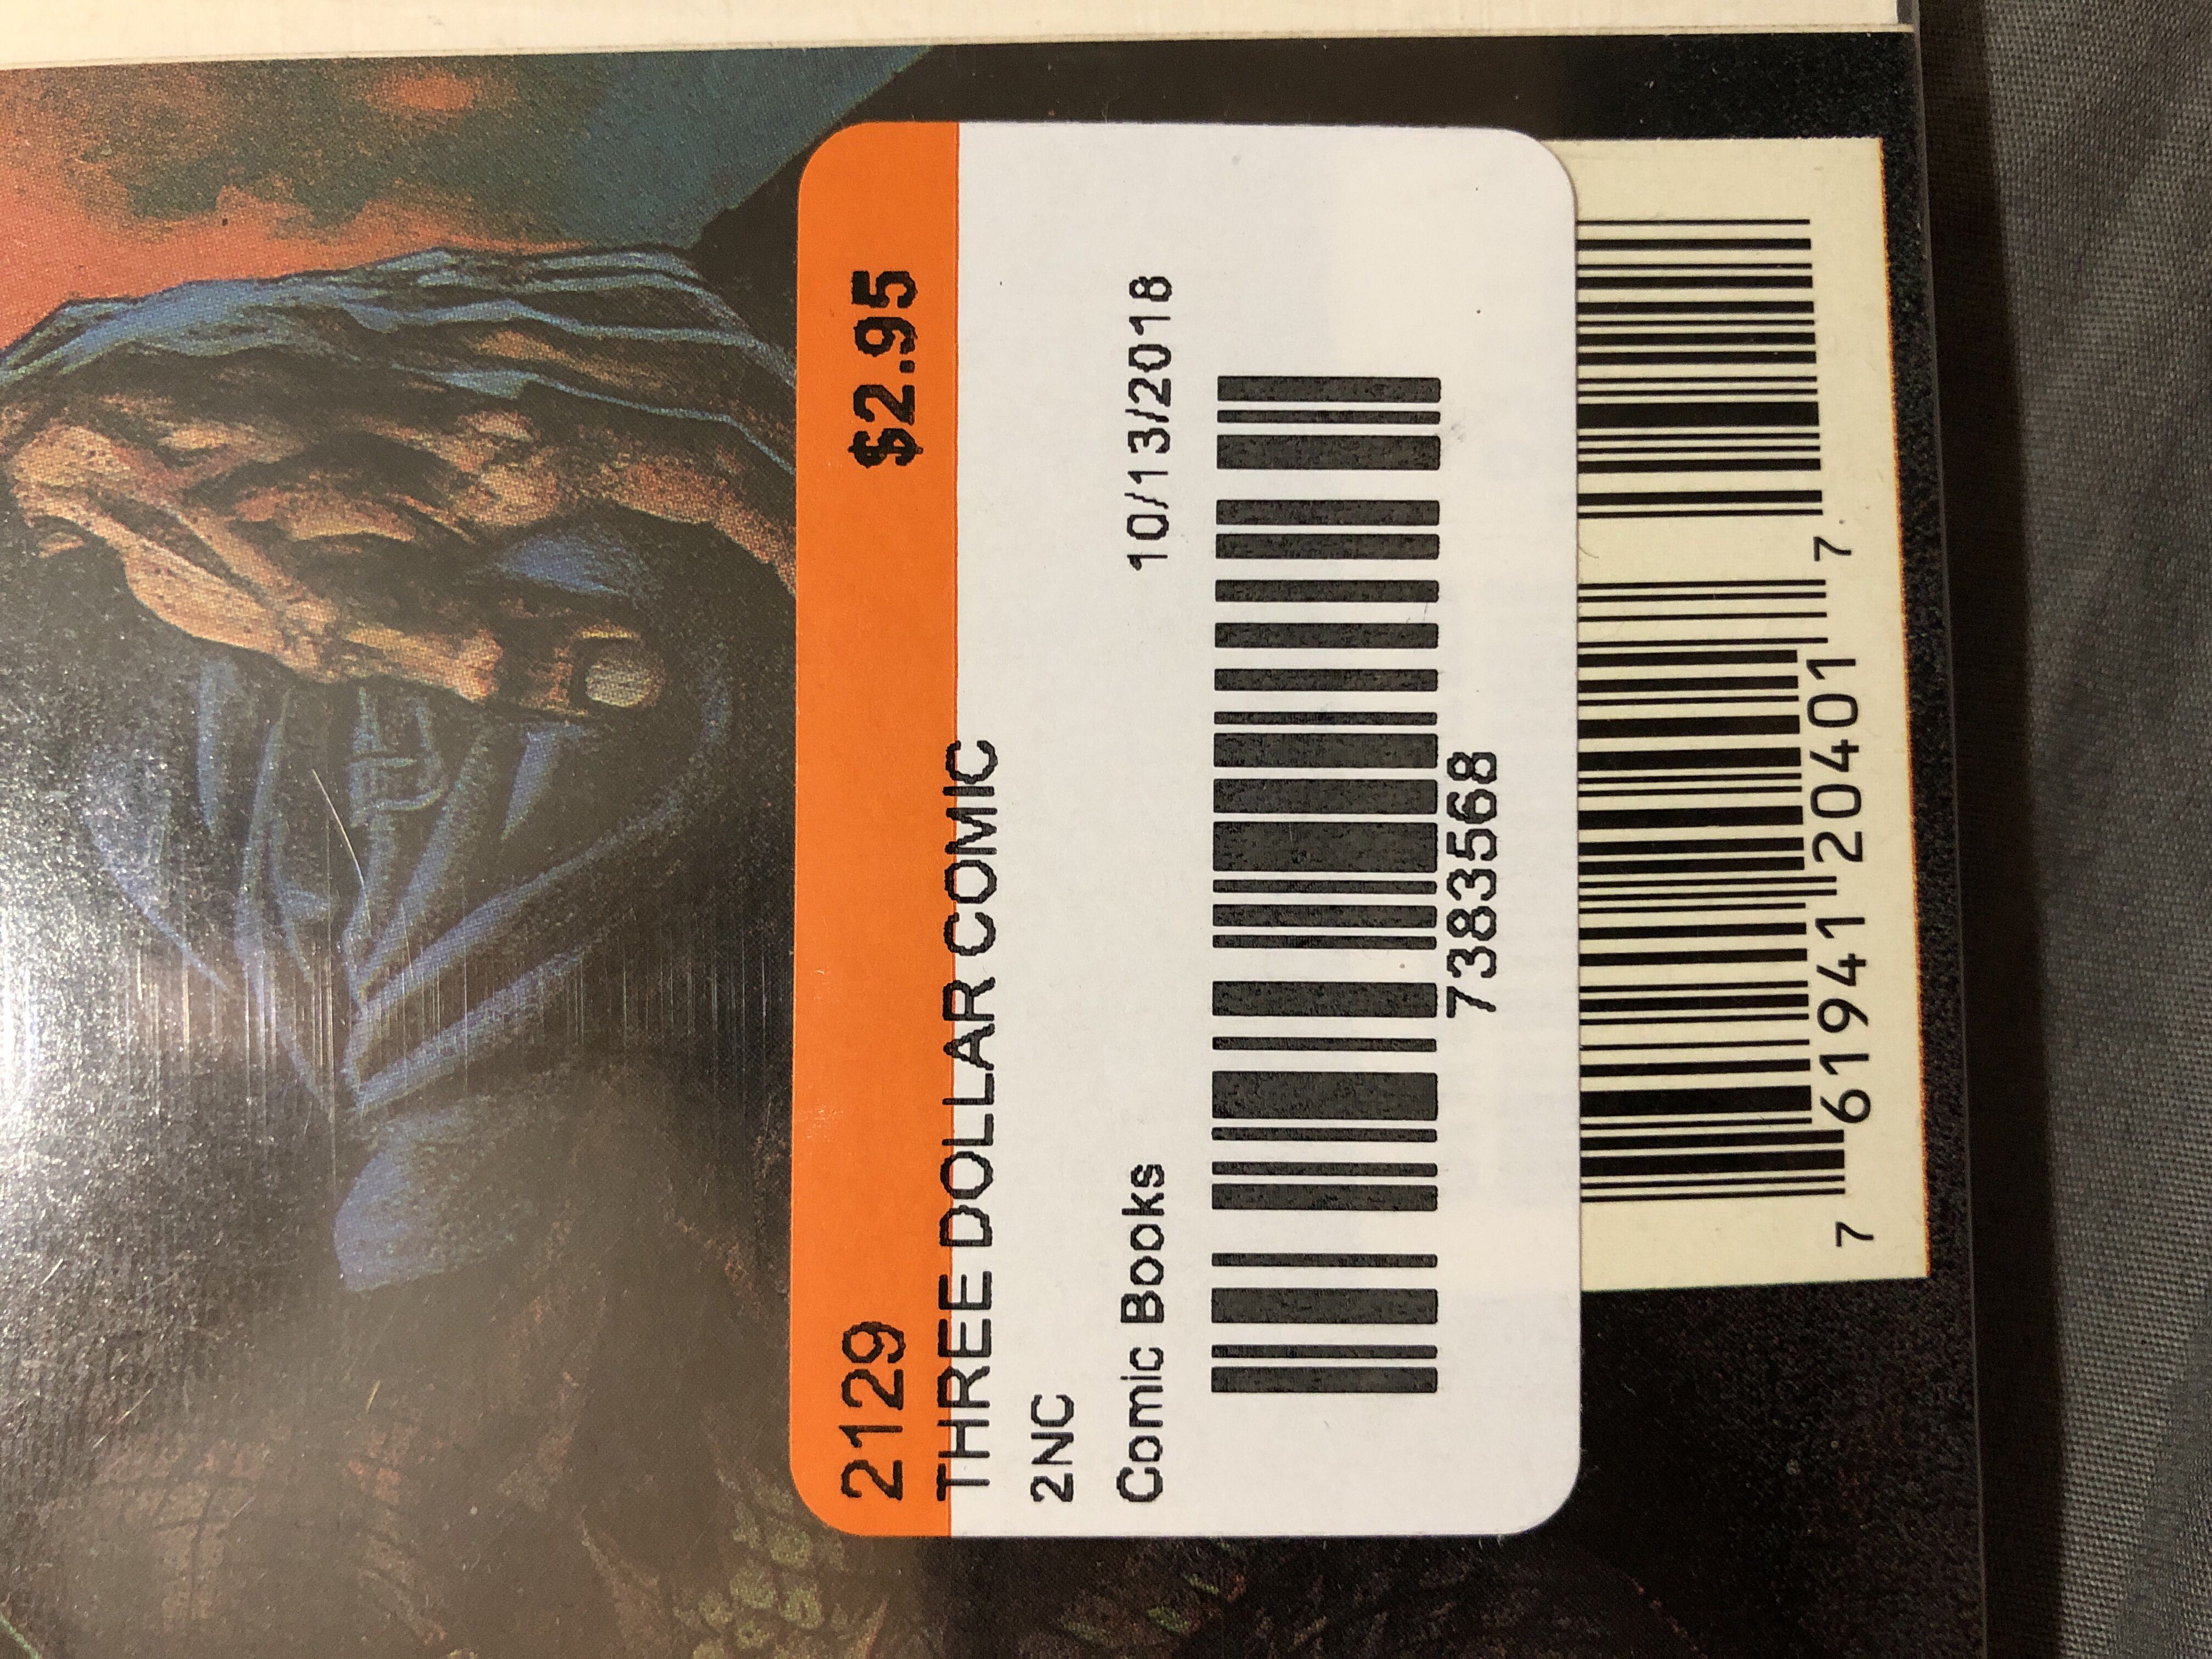 2129 $2.95
THREE DOLLAR COMIC
2NC
Comic Books 10/13/2018
7383568
7 61941 20401 7